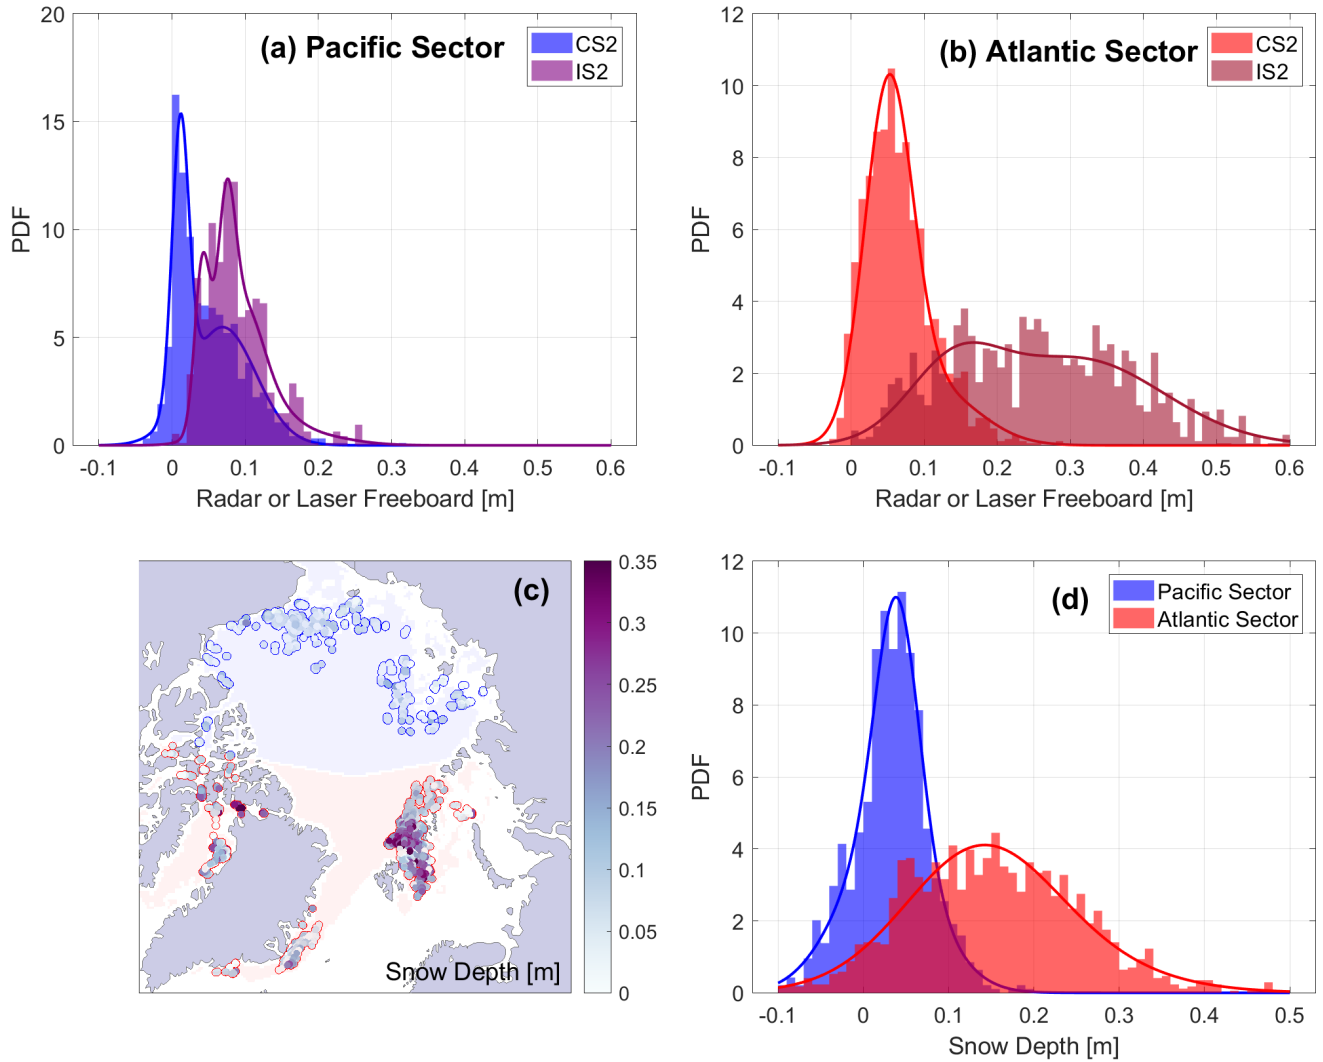 (a) Pacific Sector
CS2
IS2
20
15
10
5
0
PDF
-0.1 0 0.1 0.2 0.3 0.4 0.5 0.6
Radar or Laser Freeboard [m]
(b) Atlantic Sector
CS2
IS2
12
10
8
6
4
2
0
PDF
-0.1 0 0.1 0.2 0.3 0.4 0.5 0.6
Radar or Laser Freeboard [m]
(c)
0.35
0.3
0.25
0.2
0.15
0.1
0.05
0
Snow Depth [m]
(d)
Pacific Sector
Atlantic Sector
12
10
8
6
4
2
0
PDF
-0.1 0 0.1 0.2 0.3 0.4 0.5
Snow Depth [m]